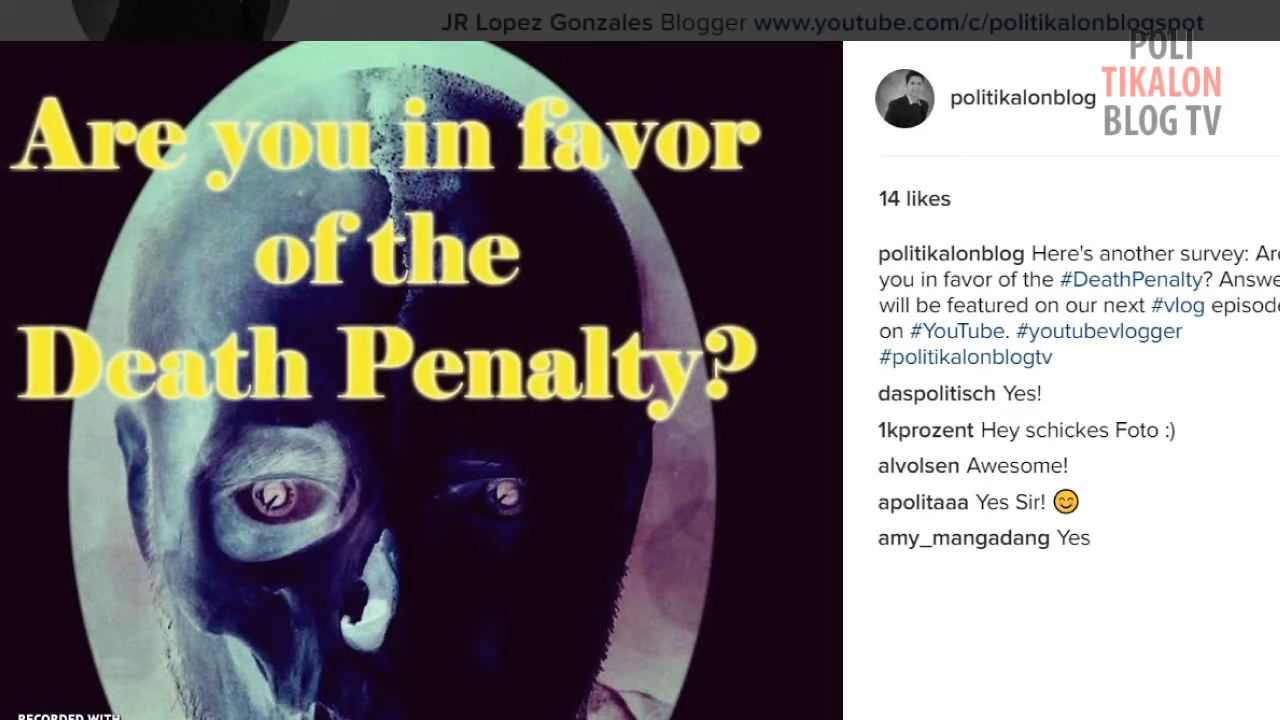 JR Lopez Gonzales Blogger www.youtube.com/c/politikalonblogspot
POLI
TIKALON
BLOG TV
Are you in favor
of the
Death Penalty?
politikalonblog
14 likes
politikalonblog Here's another survey: Are
you in favor of the #DeathPenalty? Answe
will be featured on our next #vlog episode
on #YouTube. #youtubevlogger
#politikalonblogtv
daspolitisch Yes!
1kprozent Hey schickes Foto :)
alvolsen Awesome!
apolitaaa Yes Sir! 😊
amy_mangadang Yes
RECORDED WITH